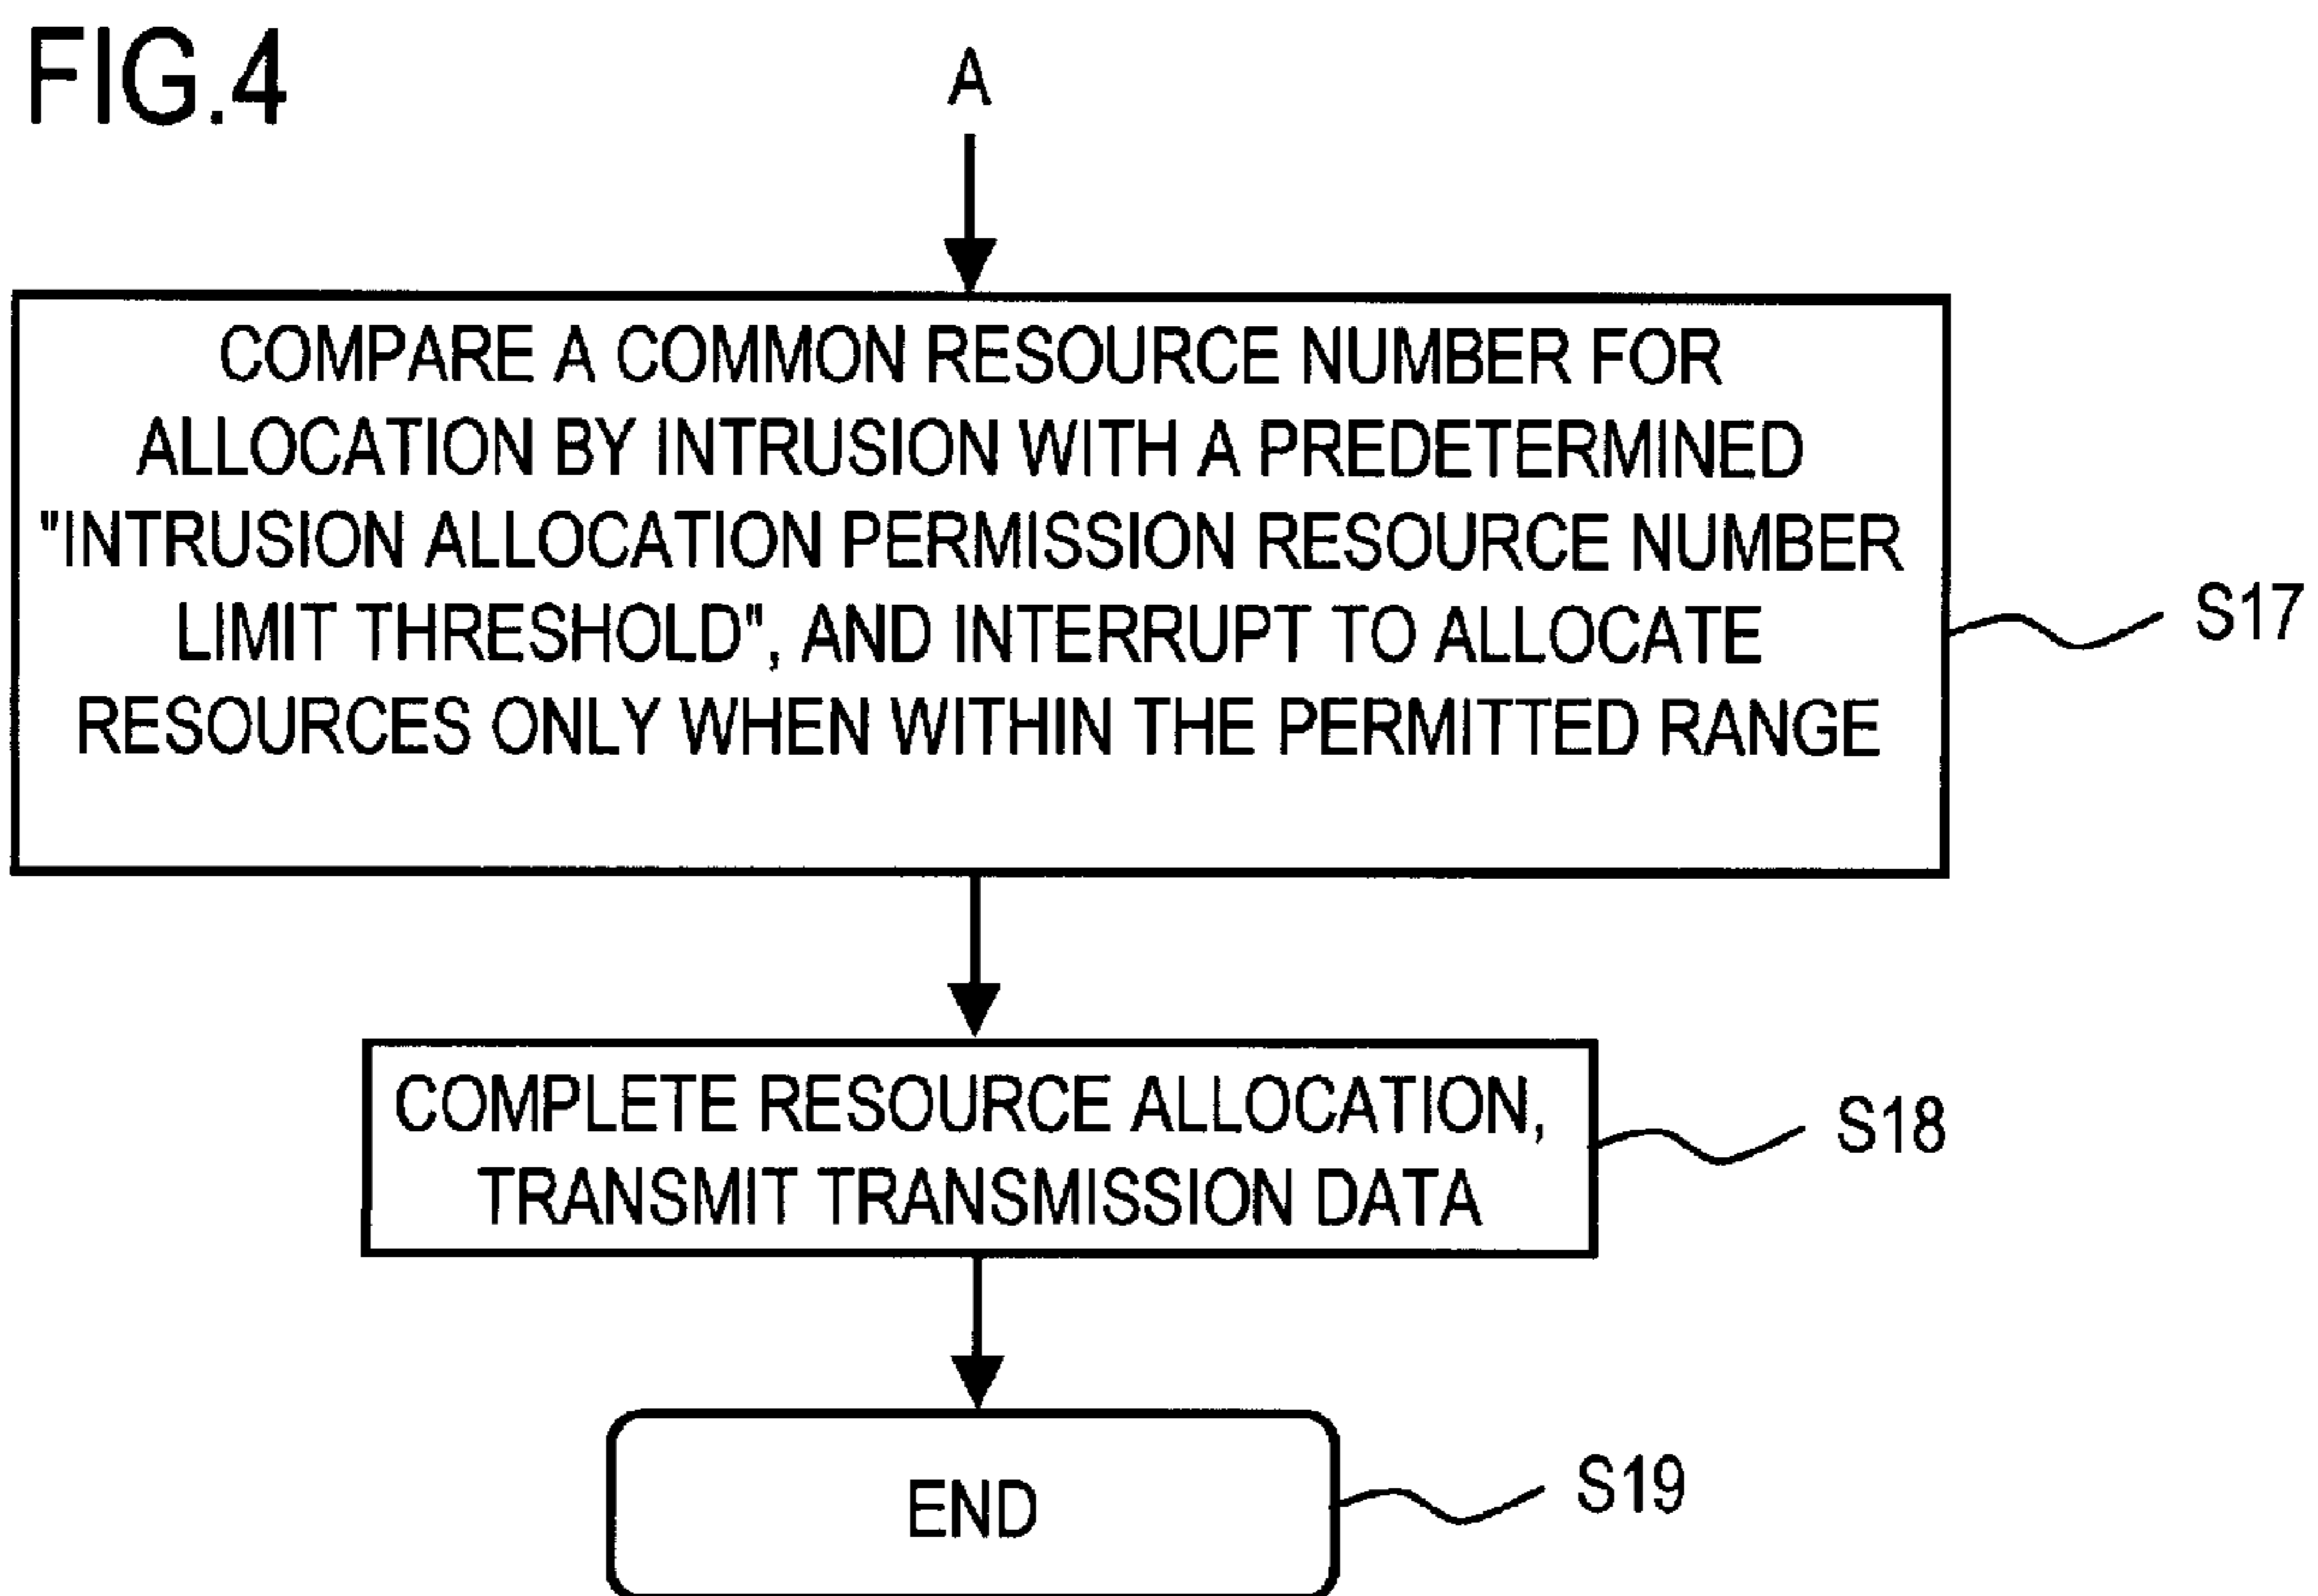 FIG.4
A
COMPARE A COMMON RESOURCE NUMBER FOR
ALLOCATION BY INTRUSION WITH A PREDETERMINED
"INTRUSION ALLOCATION PERMISSION RESOURCE NUMBER
LIMIT THRESHOLD", AND INTERRUPT TO ALLOCATE
RESOURCES ONLY WHEN WITHIN THE PERMITTED RANGE
S17
COMPLETE RESOURCE ALLOCATION,
TRANSMIT TRANSMISSION DATA
S18
END
S19